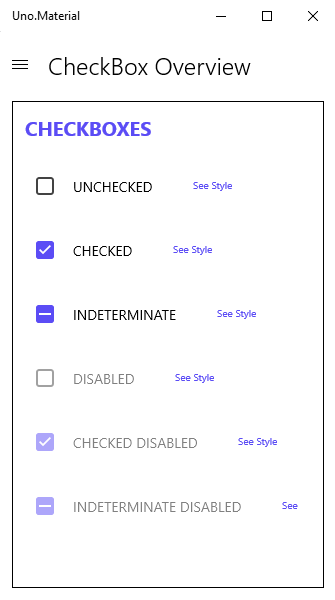 Uno.Material
CheckBox Overview
CHECKBOXES
UNCHECKED See Style
CHECKED See Style
INDETERMINATE See Style
DISABLED See Style
CHECKED DISABLED See Style
INDETERMINATE DISABLED See